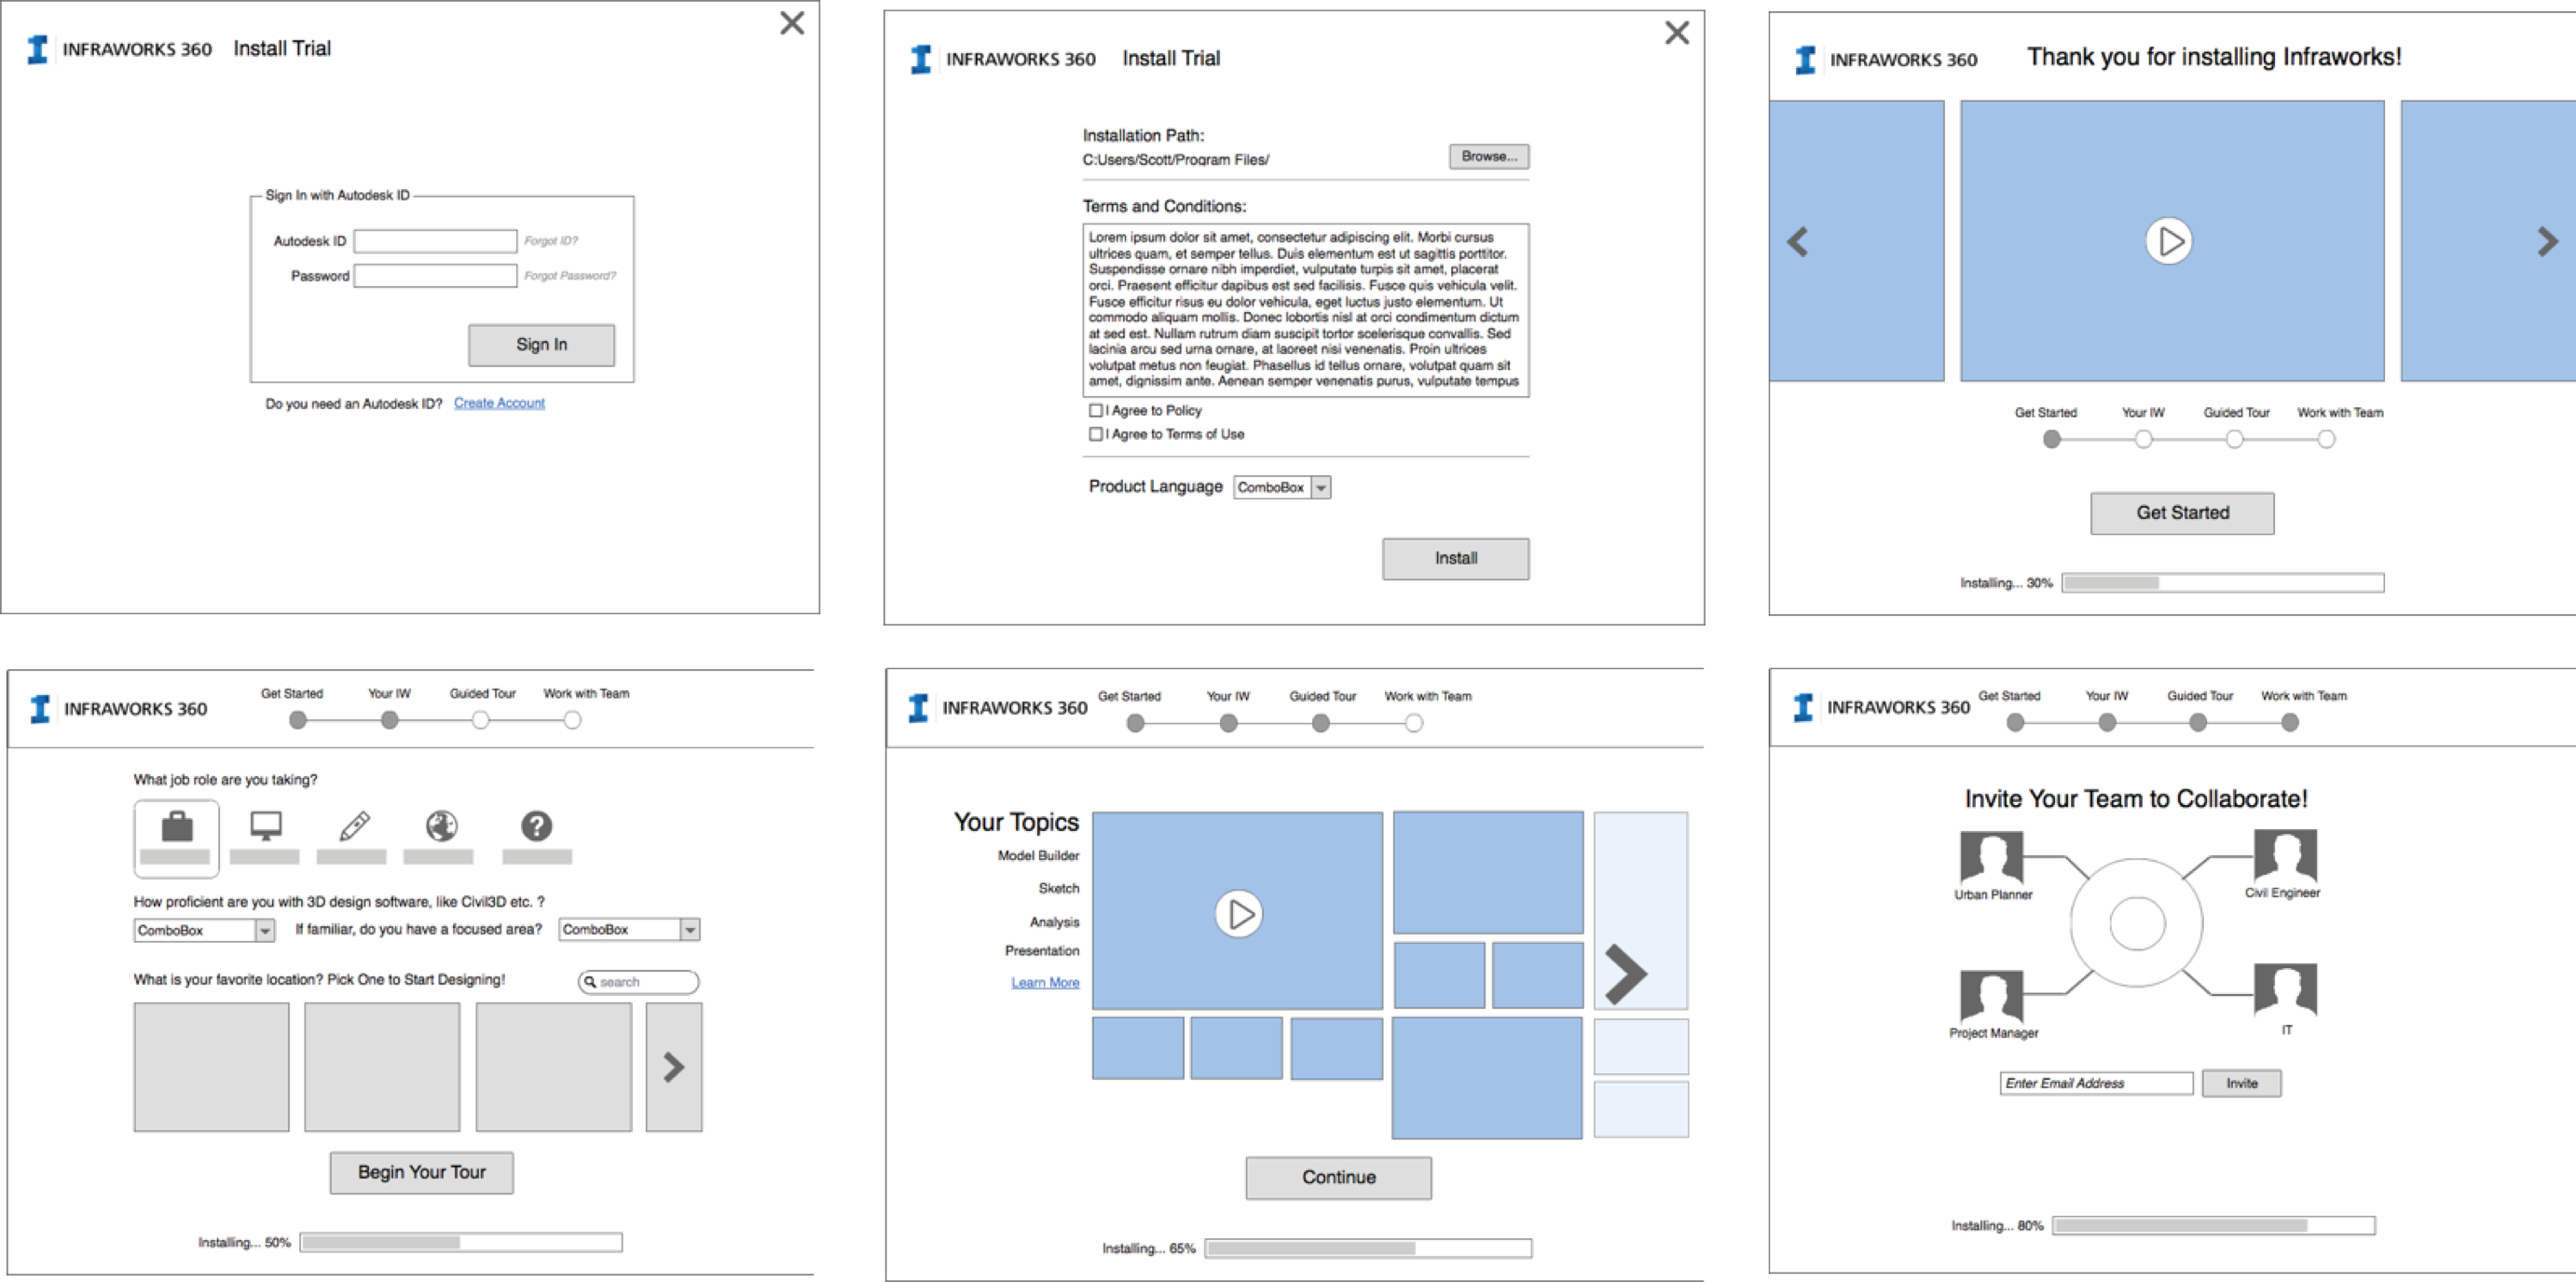 INFRAWORKS 360 Install Trial
Sign In with Autodesk ID
Autodesk ID Forgot ID?
Password Forgot Password?
Sign In
Do you need an Autodesk ID? Create Account
INFRAWORKS 360 Install Trial
Installation Path:
C:Users/Scott/Program Files/ Browse...
Terms and Conditions:
Lorem ipsum dolor sit amet, consectetur adipiscing elit. Morbi cursus
ultrices quam, et semper tellus. Duis elementum est ut sagittis porttitor.
Suspendisse ornare nibh imperdiet, vulputate turpis sit amet, placerat
orci. Praesent efficitur dapibus est sed facilisis. Fusce quis vehicula velit.
Fusce efficitur risus eu dolor vehicula, eget luctus justo elementum. Ut
commodo aliquam mollis. Donec lobortis nisl at orci condimentum dictum
at sed est. Nullam rutrum diam suscipit tortor scelerisque convallis. Sed
lacinia arcu sed urna ornare, at laoreet nisi venenatis. Proin ultrices
volutpat metus non feugiat. Phasellus id tellus ornare, volutpat quam sit
amet, dignissim ante. Aenean semper venenatis purus, vulputate tempus
I Agree to Policy
I Agree to Terms of Use
Product Language ComboBox
Install
INFRAWORKS 360 Thank you for installing Infraworks!
Get Started Your IW Guided Tour Work with Team
Get Started
Installing... 30%
INFRAWORKS 360 Get Started Your IW Guided Tour Work with Team
What job role are you taking?
?
How proficient are you with 3D design software, like Civil3D etc. ?
ComboBox If familiar, do you have a focused area? ComboBox
What is your favorite location? Pick One to Start Designing! search
Begin Your Tour
Installing... 50%
INFRAWORKS 360 Get Started Your IW Guided Tour Work with Team
Your Topics
Model Builder
Sketch
Analysis
Presentation
Learn More
Continue
Installing... 65%
INFRAWORKS 360 Get Started Your IW Guided Tour Work with Team
Invite Your Team to Collaborate!
Urban Planner Civil Engineer
Project Manager IT
Enter Email Address Invite
Installing... 80%